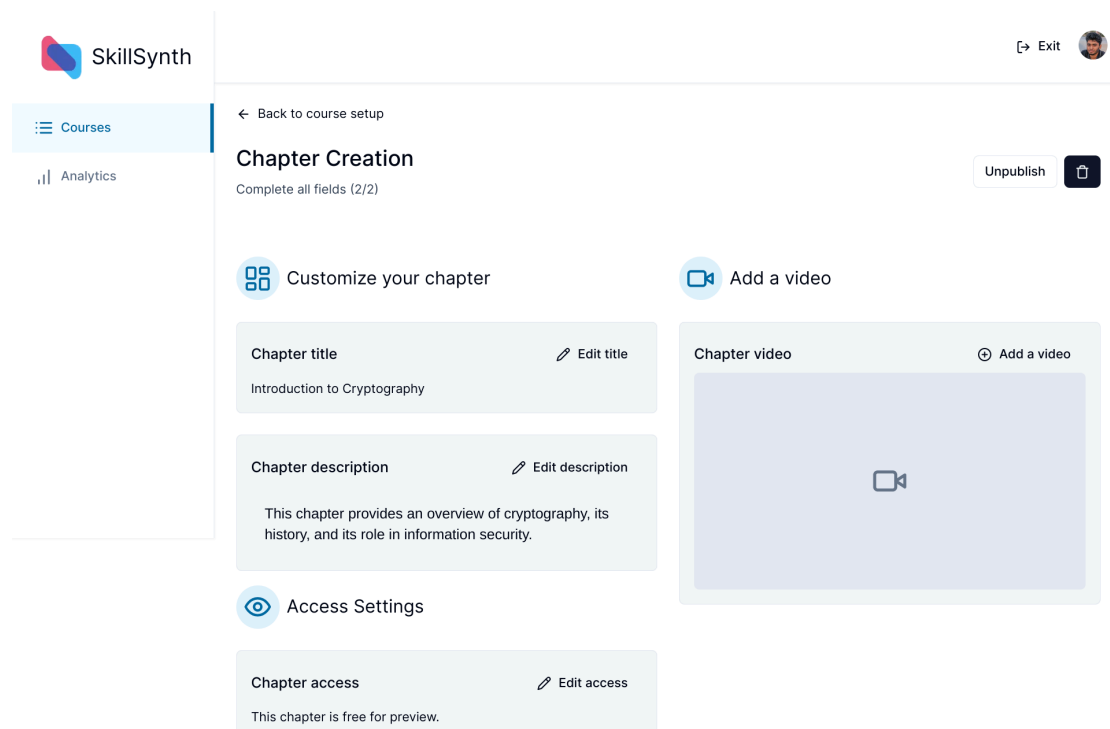 SkillSynth
Exit
Courses
Analytics
Back to course setup
Chapter Creation
Complete all fields (2/2)
Unpublish
Customize your chapter
Chapter title
Edit title
Introduction to Cryptography
Chapter description
Edit description
This chapter provides an overview of cryptography, its
history, and its role in information security.
Access Settings
Chapter access
Edit access
This chapter is free for preview.
Add a video
Chapter video
Add a video